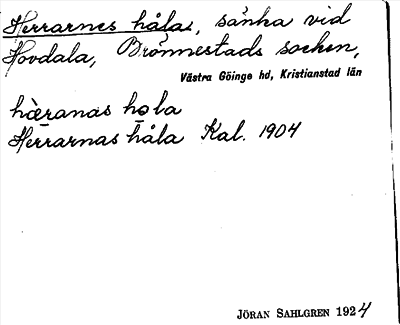 Herrarnes håla, sänka vid
Hovdala, Brönnestads socken,
Västra Göinge hd, Kristianstad län
hæranas hola
Herrarnas håla Kal. 1904
JÖRAN SAHLGREN 1924